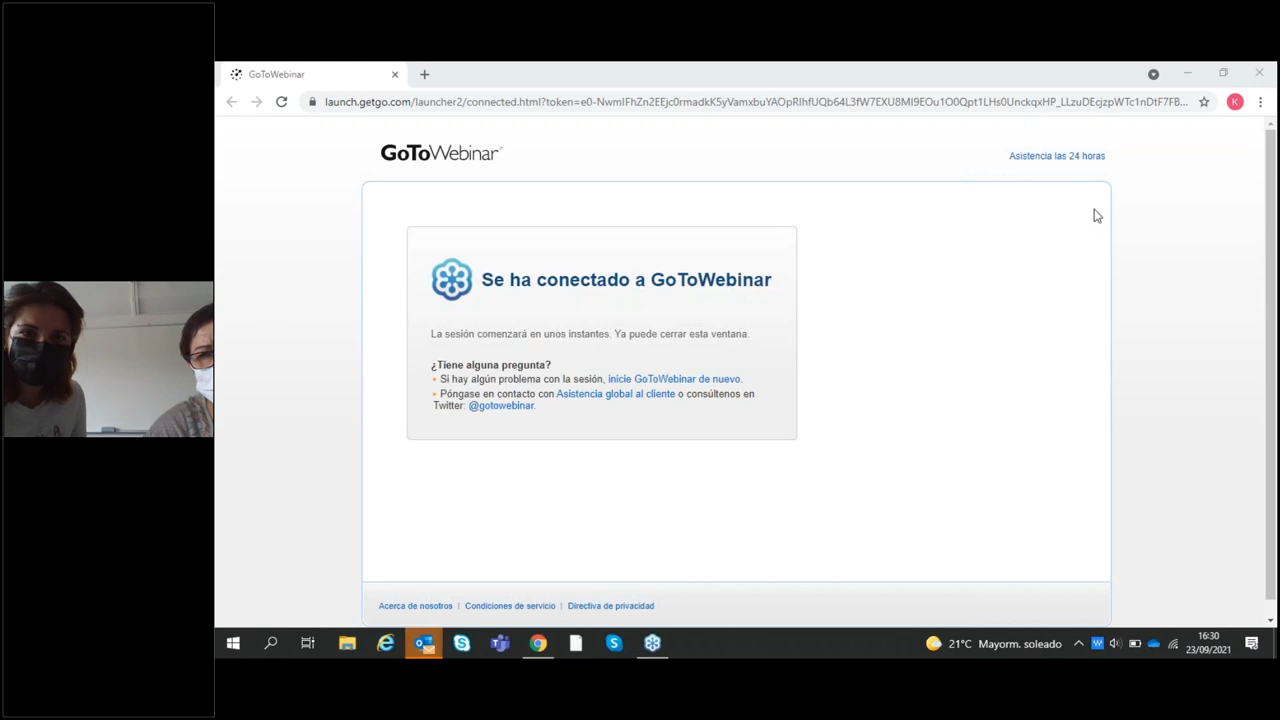 GoToWebinar
launch.getgo.com/launcher2/connected.html?token=
GoToWebinar
Asistencia las 24 horas
Se ha conectado a GoToWebinar
La sesión comenzará en unos instantes. Ya puede cerrar esta ventana.
¿Tiene alguna pregunta?
Si hay algún problema con la sesión, inicie GoToWebinar de nuevo.
Póngase en contacto con Asistencia global al cliente o consúltenos en
Twitter: @gotowebinar.
Acerca de nosotros | Condiciones de servicio | Directiva de privacidad
21°C Mayorm. soleado
16:30
23/09/2021
K